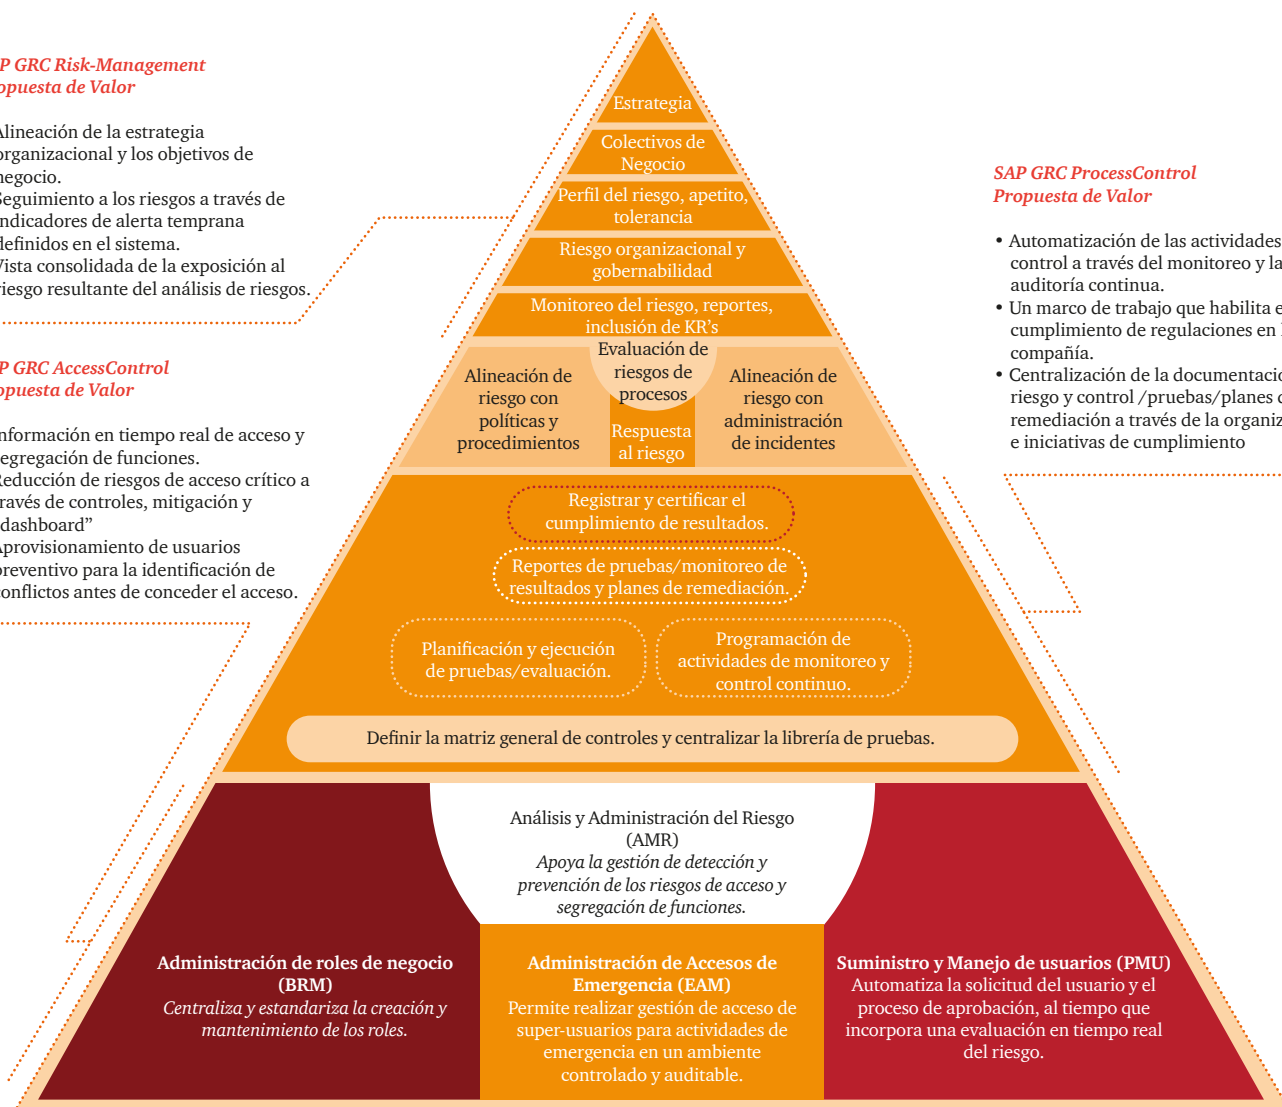 P GRC Risk-Management
opuesta de Valor
Alineación de la estrategia
organizacional y los objetivos de
negocio.
Seguimiento a los riesgos a través de
indicadores de alerta temprana
definidos en el sistema.
Vista consolidada de la exposición al
riesgo resultante del análisis de riesgos.
P GRC AccessControl
opuesta de Valor
nformación en tiempo real de acceso y
segregación de funciones.
Reducción de riesgos de acceso crítico a
través de controles, mitigación y
dashboard”
Aprovisionamiento de usuarios
preventivo para la identificación de
conflictos antes de conceder el acceso.
Estrategia
Colectivos de
Negocio
Perfil del riesgo, apetito,
tolerancia
Riesgo organizacional y
gobernabilidad
Monitoreo del riesgo, reportes,
inclusión de KR’s
Alineación de
riesgo con
políticas y
procedimientos
Evaluación de
riesgos de
procesos
Respuesta
al riesgo
Alineación de
riesgo con
administración
de incidentes
Registrar y certificar el
cumplimiento de resultados.
Reportes de pruebas/monitoreo de
resultados y planes de remediación.
Planificación y ejecución
de pruebas/evaluación.
Programación de
actividades de monitoreo y
control continuo.
Definir la matriz general de controles y centralizar la librería de pruebas.
Análisis y Administración del Riesgo
(AMR)
Apoya la gestión de detección y
prevención de los riesgos de acceso y
segregación de funciones.
Administración de roles de negocio
(BRM)
Centraliza y estandariza la creación y
mantenimiento de los roles.
Administración de Accesos de
Emergencia (EAM)
Permite realizar gestión de acceso de
super-usuarios para actividades de
emergencia en un ambiente
controlado y auditable.
Suministro y Manejo de usuarios (PMU)
Automatiza la solicitud del usuario y el
proceso de aprobación, al tiempo que
incorpora una evaluación en tiempo real
del riesgo.
SAP GRC ProcessControl
Propuesta de Valor
• Automatización de las actividades
control a través del monitoreo y la
auditoría continua.
• Un marco de trabajo que habilita e
cumplimiento de regulaciones en
compañía.
• Centralización de la documentació
riesgo y control /pruebas/planes
remediación a través de la organiz
e iniciativas de cumplimiento